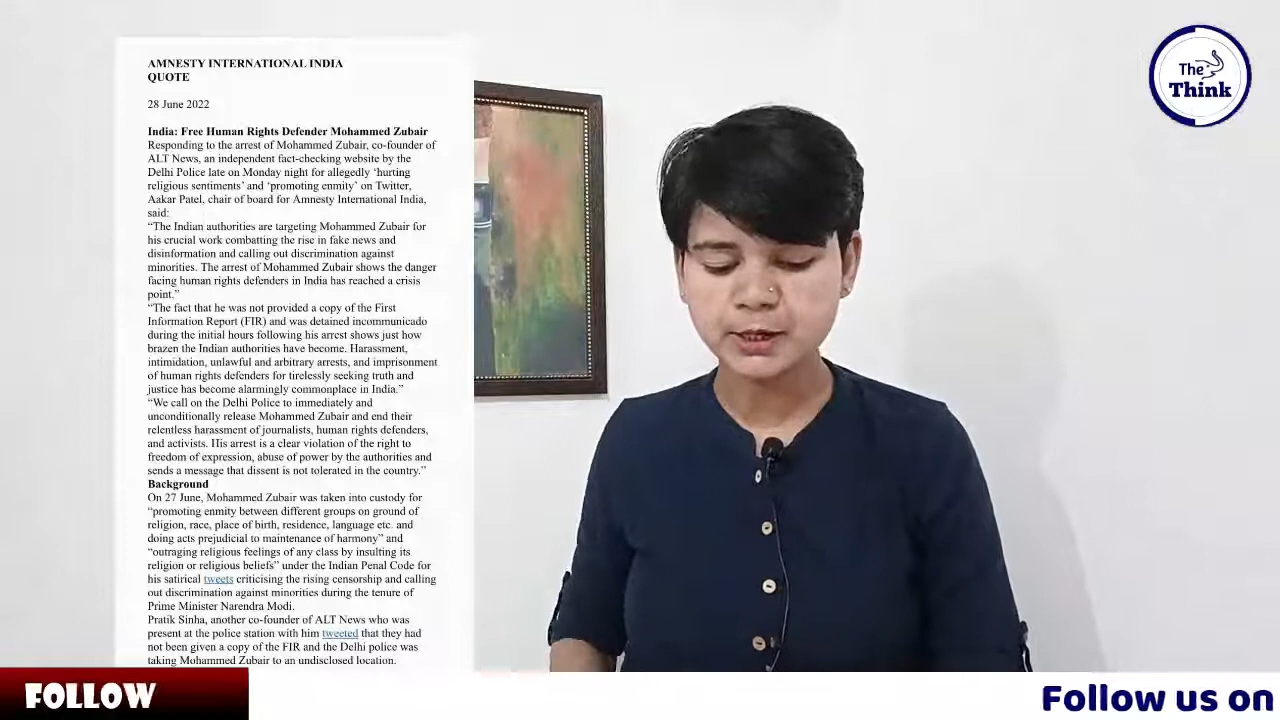 AMNESTY INTERNATIONAL INDIA
QUOTE
28 June 2022
India: Free Human Rights Defender Mohammed Zubair
Responding to the arrest of Mohammed Zubair, co-founder of
ALT News, an independent fact-checking website by the
Delhi Police late on Monday night for allegedly ‘hurting
religious sentiments’ and ‘promoting enmity’ on Twitter,
Aakar Patel, chair of board for Amnesty International India,
said:
“The Indian authorities are targeting Mohammed Zubair for
his crucial work combatting the rise in fake news and
disinformation and calling out discrimination against
minorities. The arrest of Mohammed Zubair shows the danger
facing human rights defenders in India has reached a crisis
point.”
“The fact that he was not provided a copy of the First
Information Report (FIR) and was detained incommunicado
during the initial hours following his arrest shows just how
brazen the Indian authorities have become. Harassment,
intimidation, unlawful and arbitrary arrests, and imprisonment
of human rights defenders for tirelessly seeking truth and
justice has become alarmingly commonplace in India.”
“We call on the Delhi Police to immediately and
unconditionally release Mohammed Zubair and end their
relentless harassment of journalists, human rights defenders,
and activists. His arrest is a clear violation of the right to
freedom of expression, abuse of power by the authorities and
sends a message that dissent is not tolerated in the country.”
Background
On 27 June, Mohammed Zubair was taken into custody for
“promoting enmity between different groups on ground of
religion, race, place of birth, residence, language etc. and
doing acts prejudicial to maintenance of harmony” and
“outraging religious feelings of any class by insulting its
religion or religious beliefs” under the Indian Penal Code for
his satirical tweets criticising the rising censorship and calling
out discrimination against minorities during the tenure of
Prime Minister Narendra Modi.
Pratik Sinha, another co-founder of ALT News who was
present at the police station with him tweeted that they had
not been given a copy of the FIR and the Delhi police was
taking Mohammed Zubair to an undisclosed location.
The
Think
FOLLOW
Follow us on